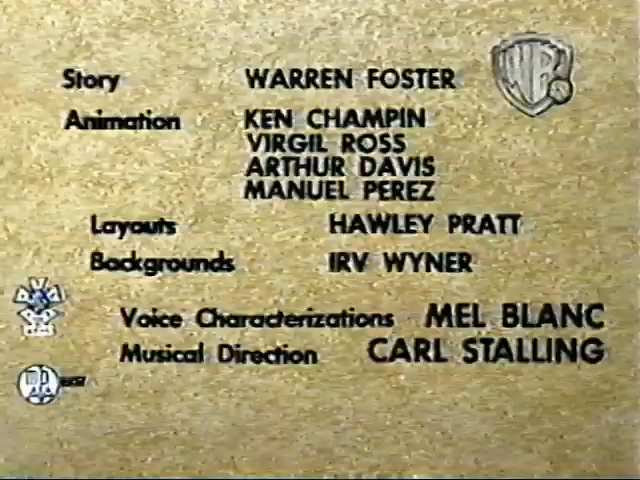 Story WARREN FOSTER
Animation KEN CHAMPIN
VIRGIL ROSS
ARTHUR DAVIS
MANUEL PEREZ
Layouts HAWLEY PRATT
Backgrounds IRV WYNER
Voice Characterizations MEL BLANC
Musical Direction CARL STALLING
WB